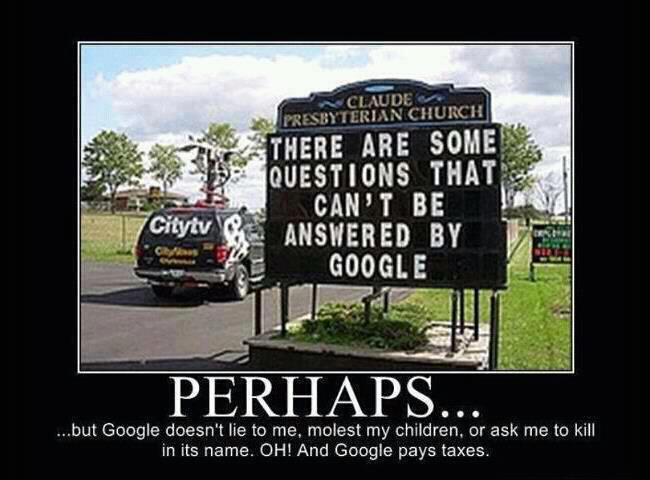 CLAUDE
PRESBYTERIAN CHURCH
THERE ARE SOME
QUESTIONS THAT
CAN'T BE
ANSWERED BY
GOOGLE
Citytv
CityNews
PERHAPS...
...but Google doesn't lie to me, molest my children, or ask me to kill
in its name. OH! And Google pays taxes.